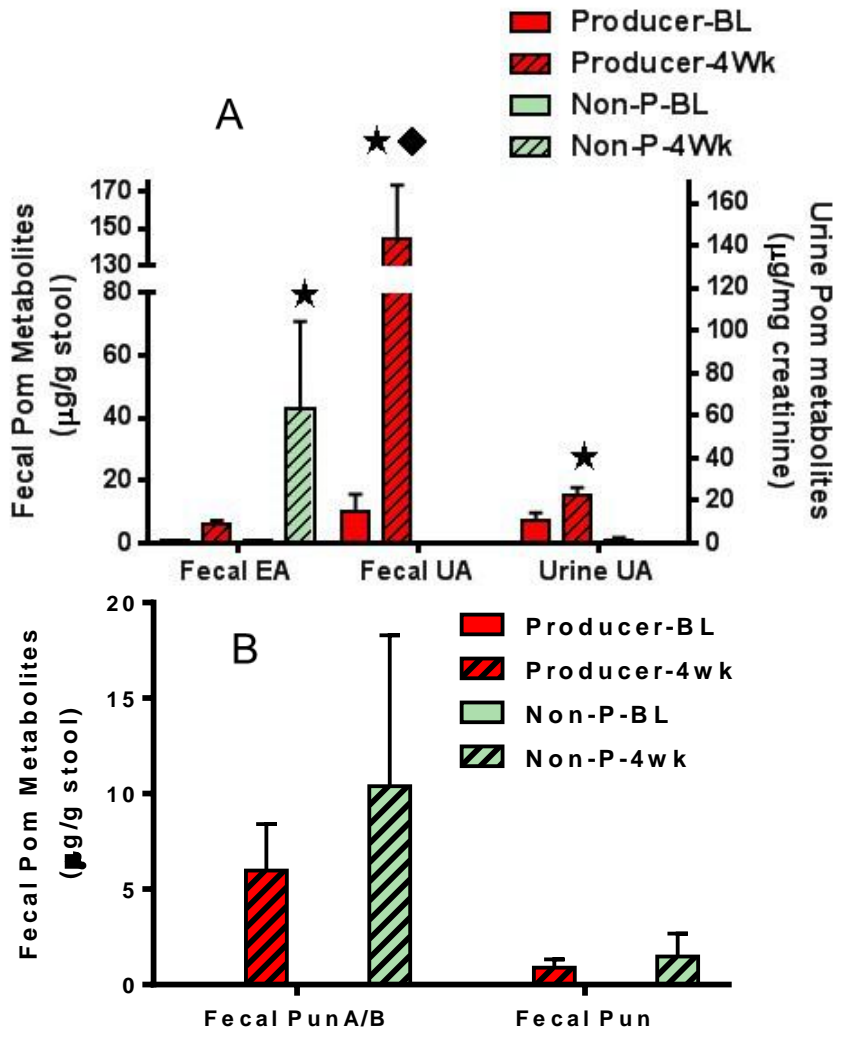 Producer-BL
Producer-4Wk
Non-P-BL
Non-P-4Wk
A
Fecal Pom Metabolites
(µg/g stool)
170
150
130
80
60
40
20
0
160
140
120
100
80
60
40
20
0
Urine Pom metabolites
(µg/mg creatinine)
Fecal EA
Fecal UA
Urine UA
B
Producer-BL
Producer-4wk
Non-P-BL
Non-P-4wk
Fecal Pom Metabolites
(µg/g stool)
20
15
10
5
0
Fecal PunA/B
Fecal Pun